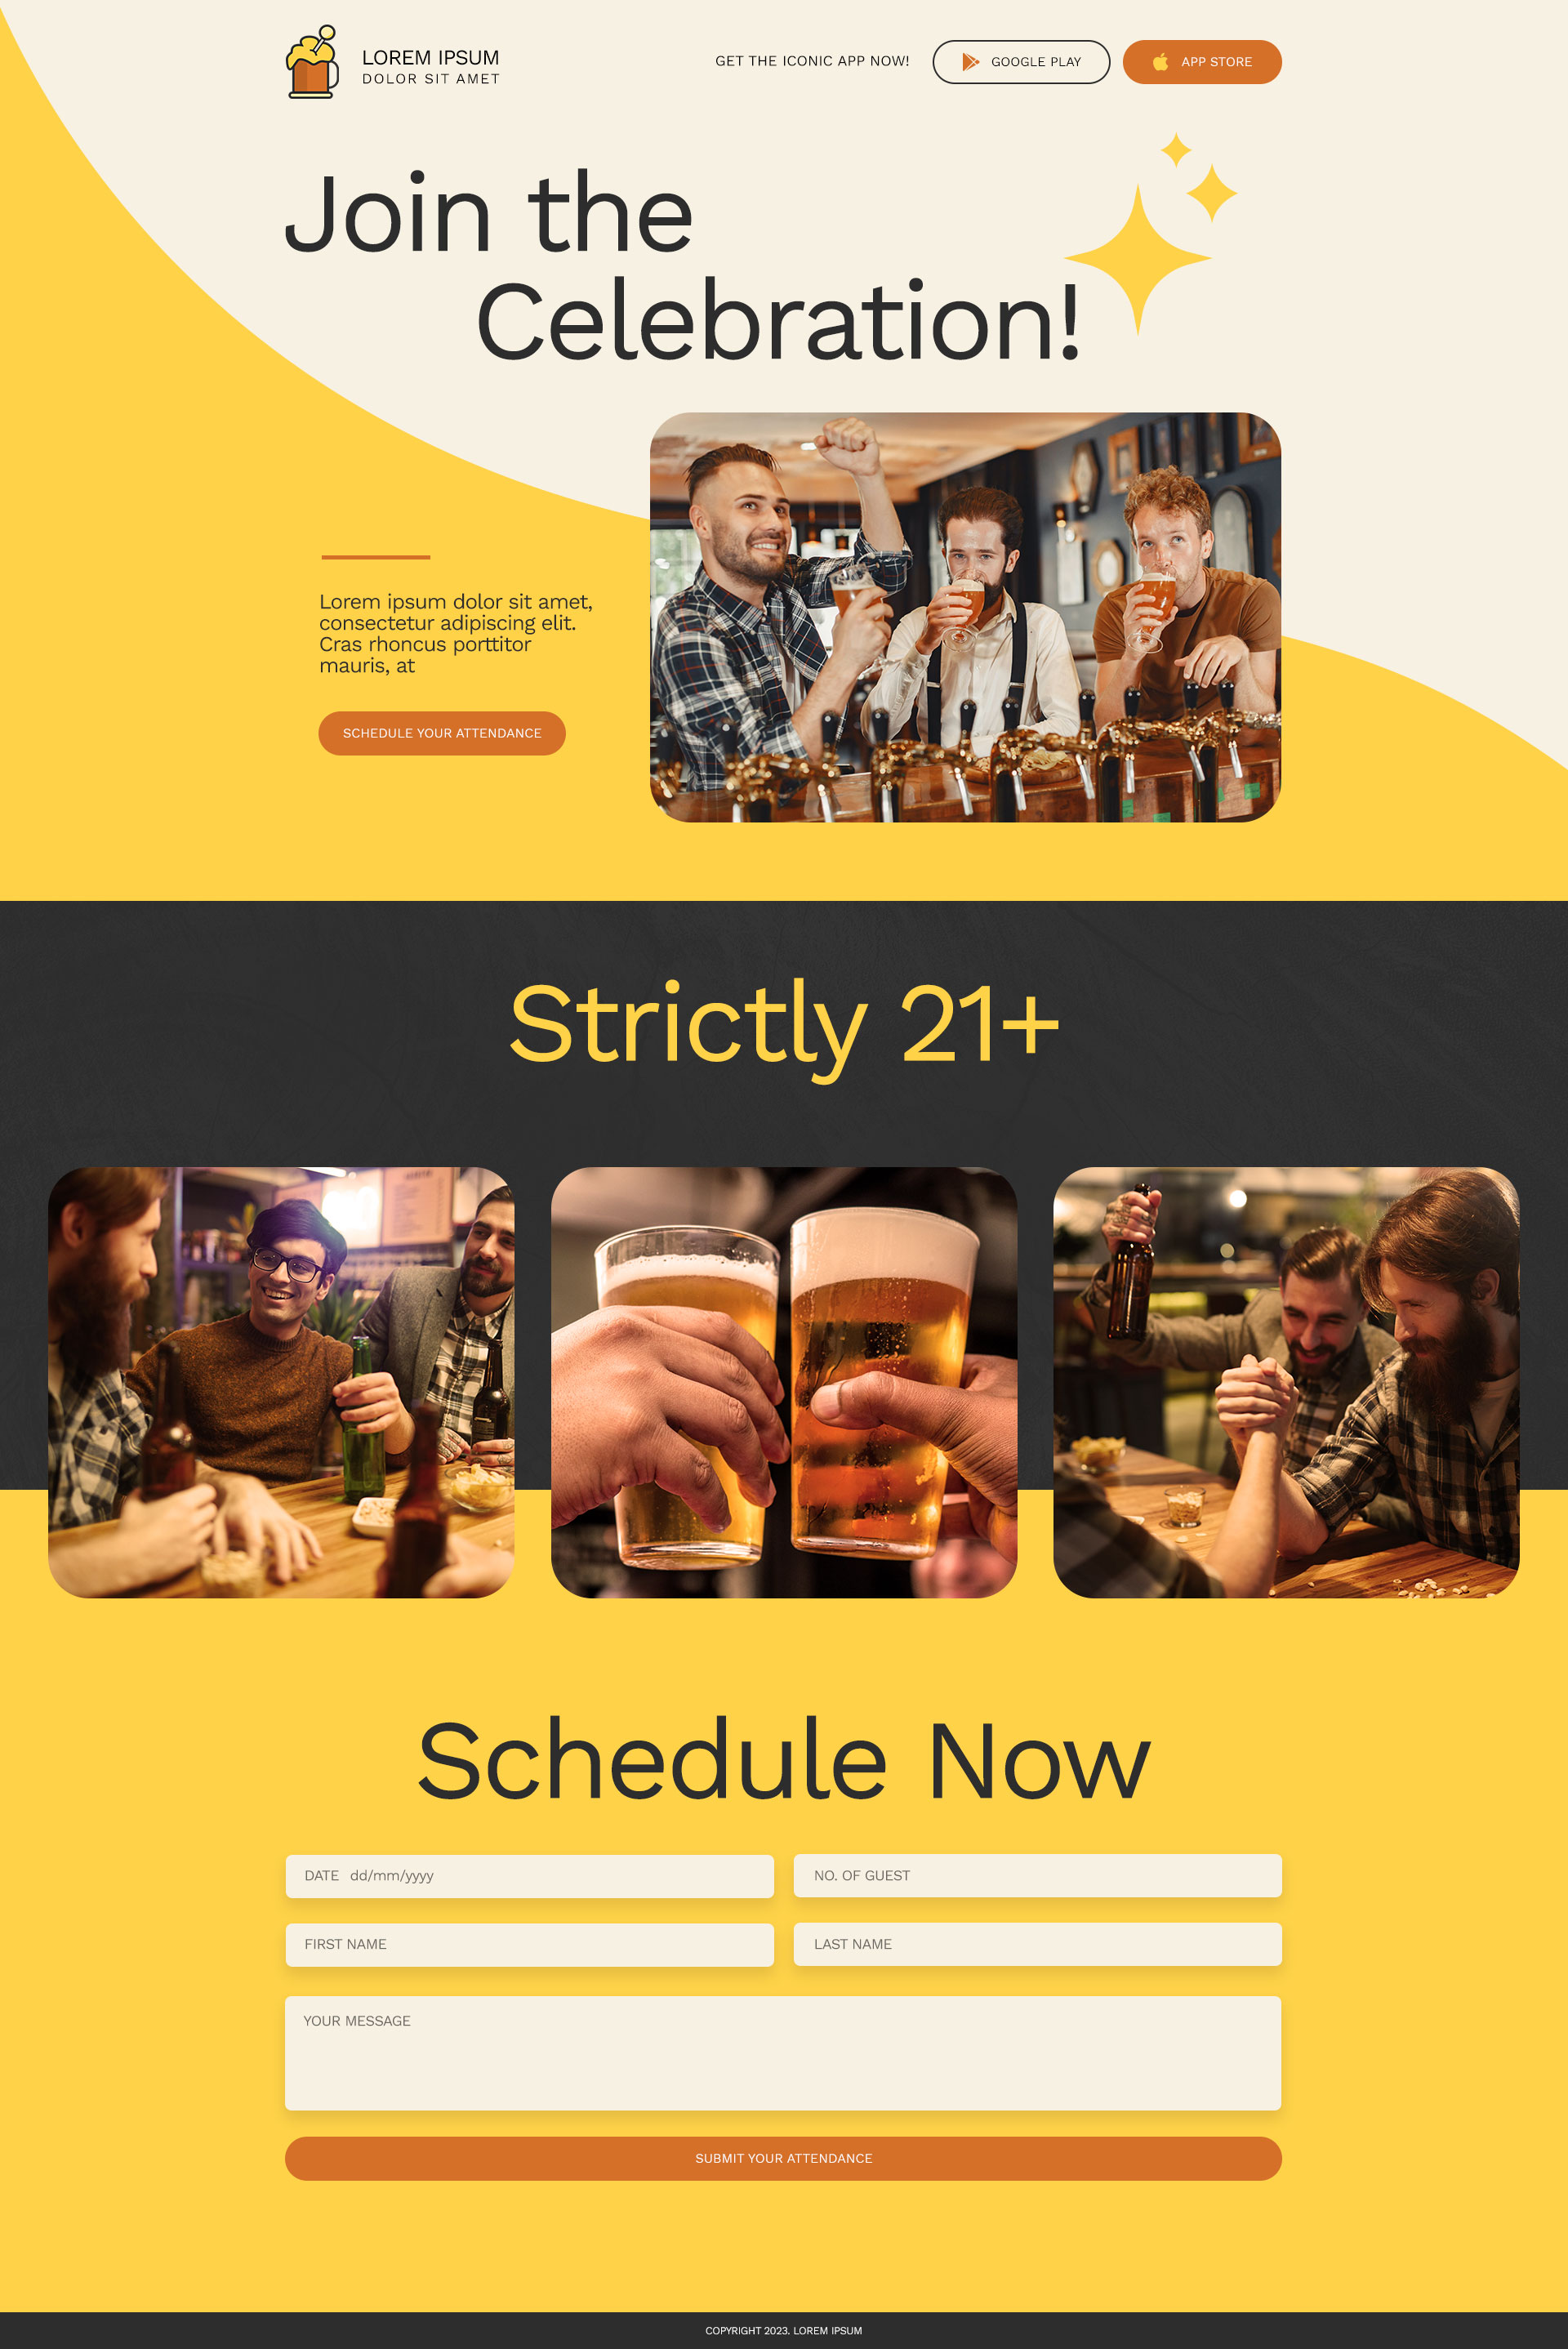 LOREM IPSUM
DOLOR SIT AMET
GET THE ICONIC APP NOW!
GOOGLE PLAY
APP STORE
Join the
Celebration!
Lorem ipsum dolor sit amet,
consectetur adipiscing elit.
Cras rhoncus porttitor
mauris, at
SCHEDULE YOUR ATTENDANCE
Strictly 21+
Schedule Now
DATE dd/mm/yyyy
NO. OF GUEST
FIRST NAME
LAST NAME
YOUR MESSAGE
SUBMIT YOUR ATTENDANCE
COPYRIGHT 2023. LOREM IPSUM